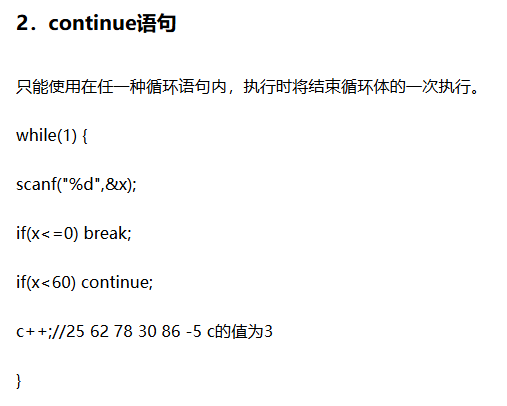 2．continue语句
只能使用在任一种循环语句内，执行时将结束循环体的一次执行。
while(1) {
scanf("%d",&x);
if(x<=0) break;
if(x<60) continue;
c++;//25 62 78 30 86 -5 c的值为3
}